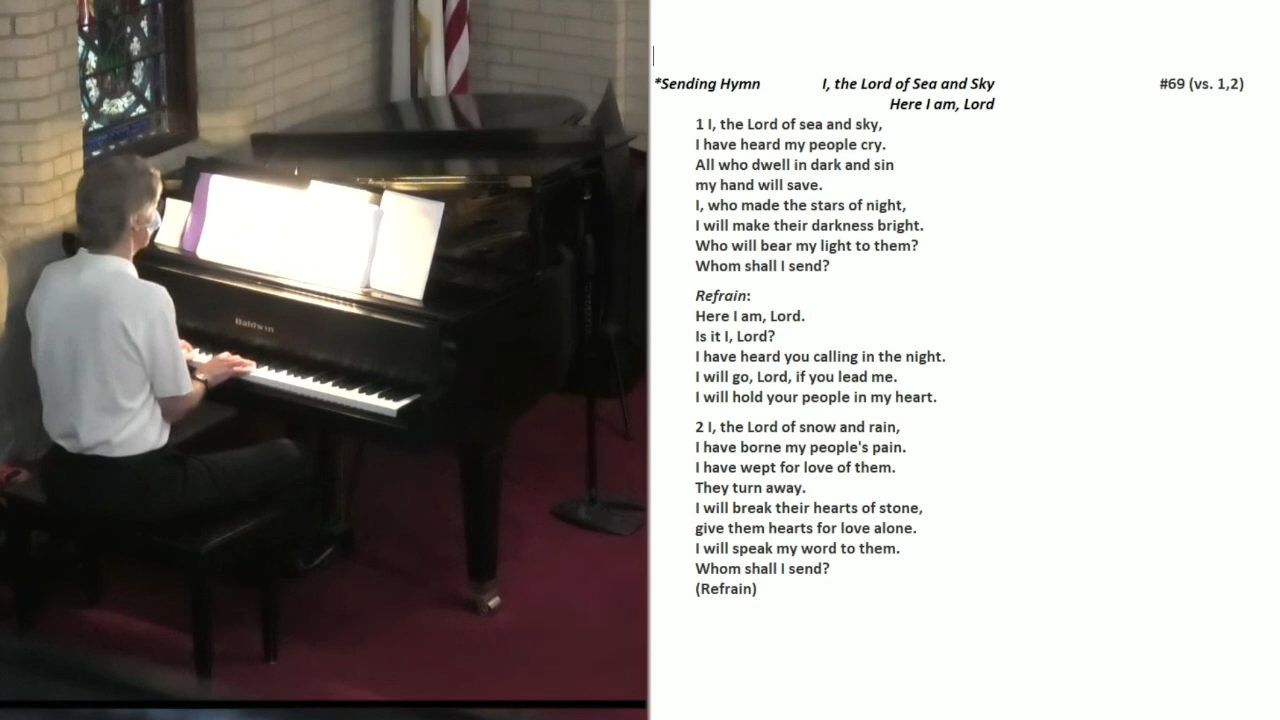 Baldwin
*Sending Hymn I, the Lord of Sea and Sky #69 (vs. 1,2)
Here I am, Lord
1 I, the Lord of sea and sky,
I have heard my people cry.
All who dwell in dark and sin
my hand will save.
I, who made the stars of night,
I will make their darkness bright.
Who will bear my light to them?
Whom shall I send?
Refrain:
Here I am, Lord.
Is it I, Lord?
I have heard you calling in the night.
I will go, Lord, if you lead me.
I will hold your people in my heart.
2 I, the Lord of snow and rain,
I have borne my people's pain.
I have wept for love of them.
They turn away.
I will break their hearts of stone,
give them hearts for love alone.
I will speak my word to them.
Whom shall I send?
(Refrain)